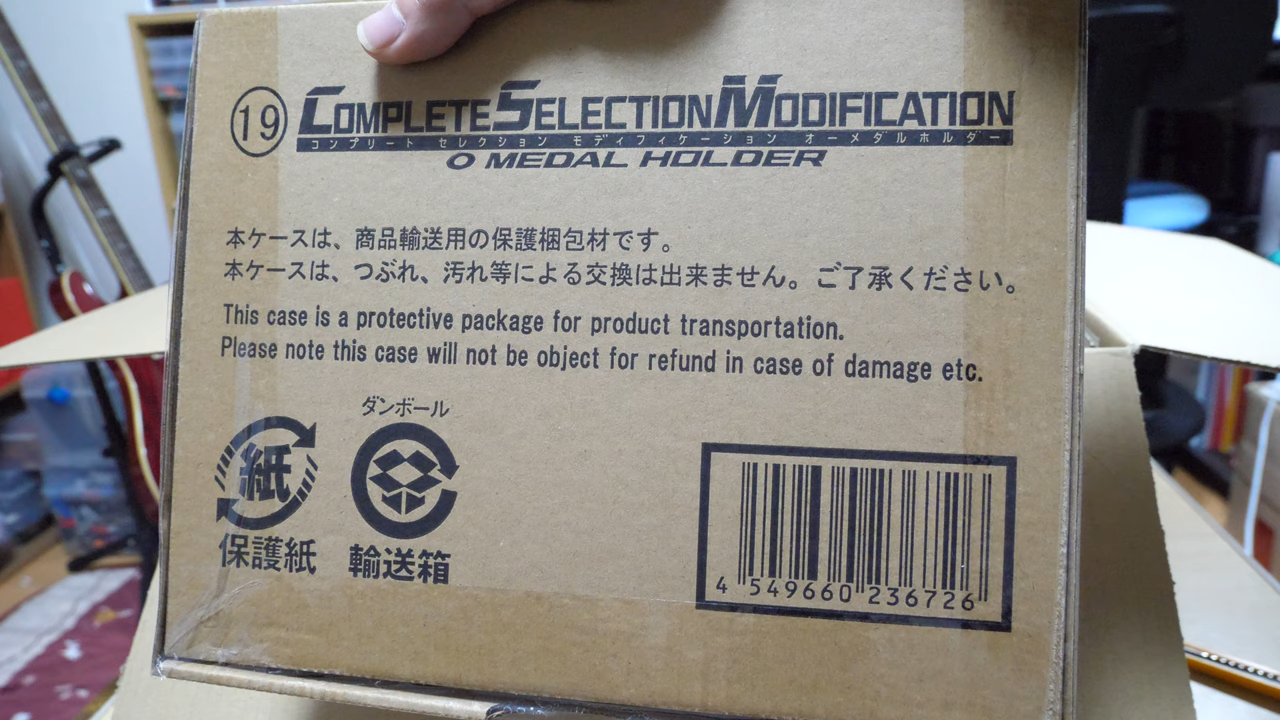 ⑲ COMPLETE SELECTION MODIFICATION
コンプリート セレクション モディフィケーション オーメダルホルダー
O MEDAL HOLDER
本ケースは、商品輸送用の保護梱包材です。
本ケースは、つぶれ、汚れ等による交換は出来ません。ご了承ください。
This case is a protective package for product transportation.
Please note this case will not be object for refund in case of damage etc.
ダンボール
紙
保護紙
輸送箱
4 549660 236726